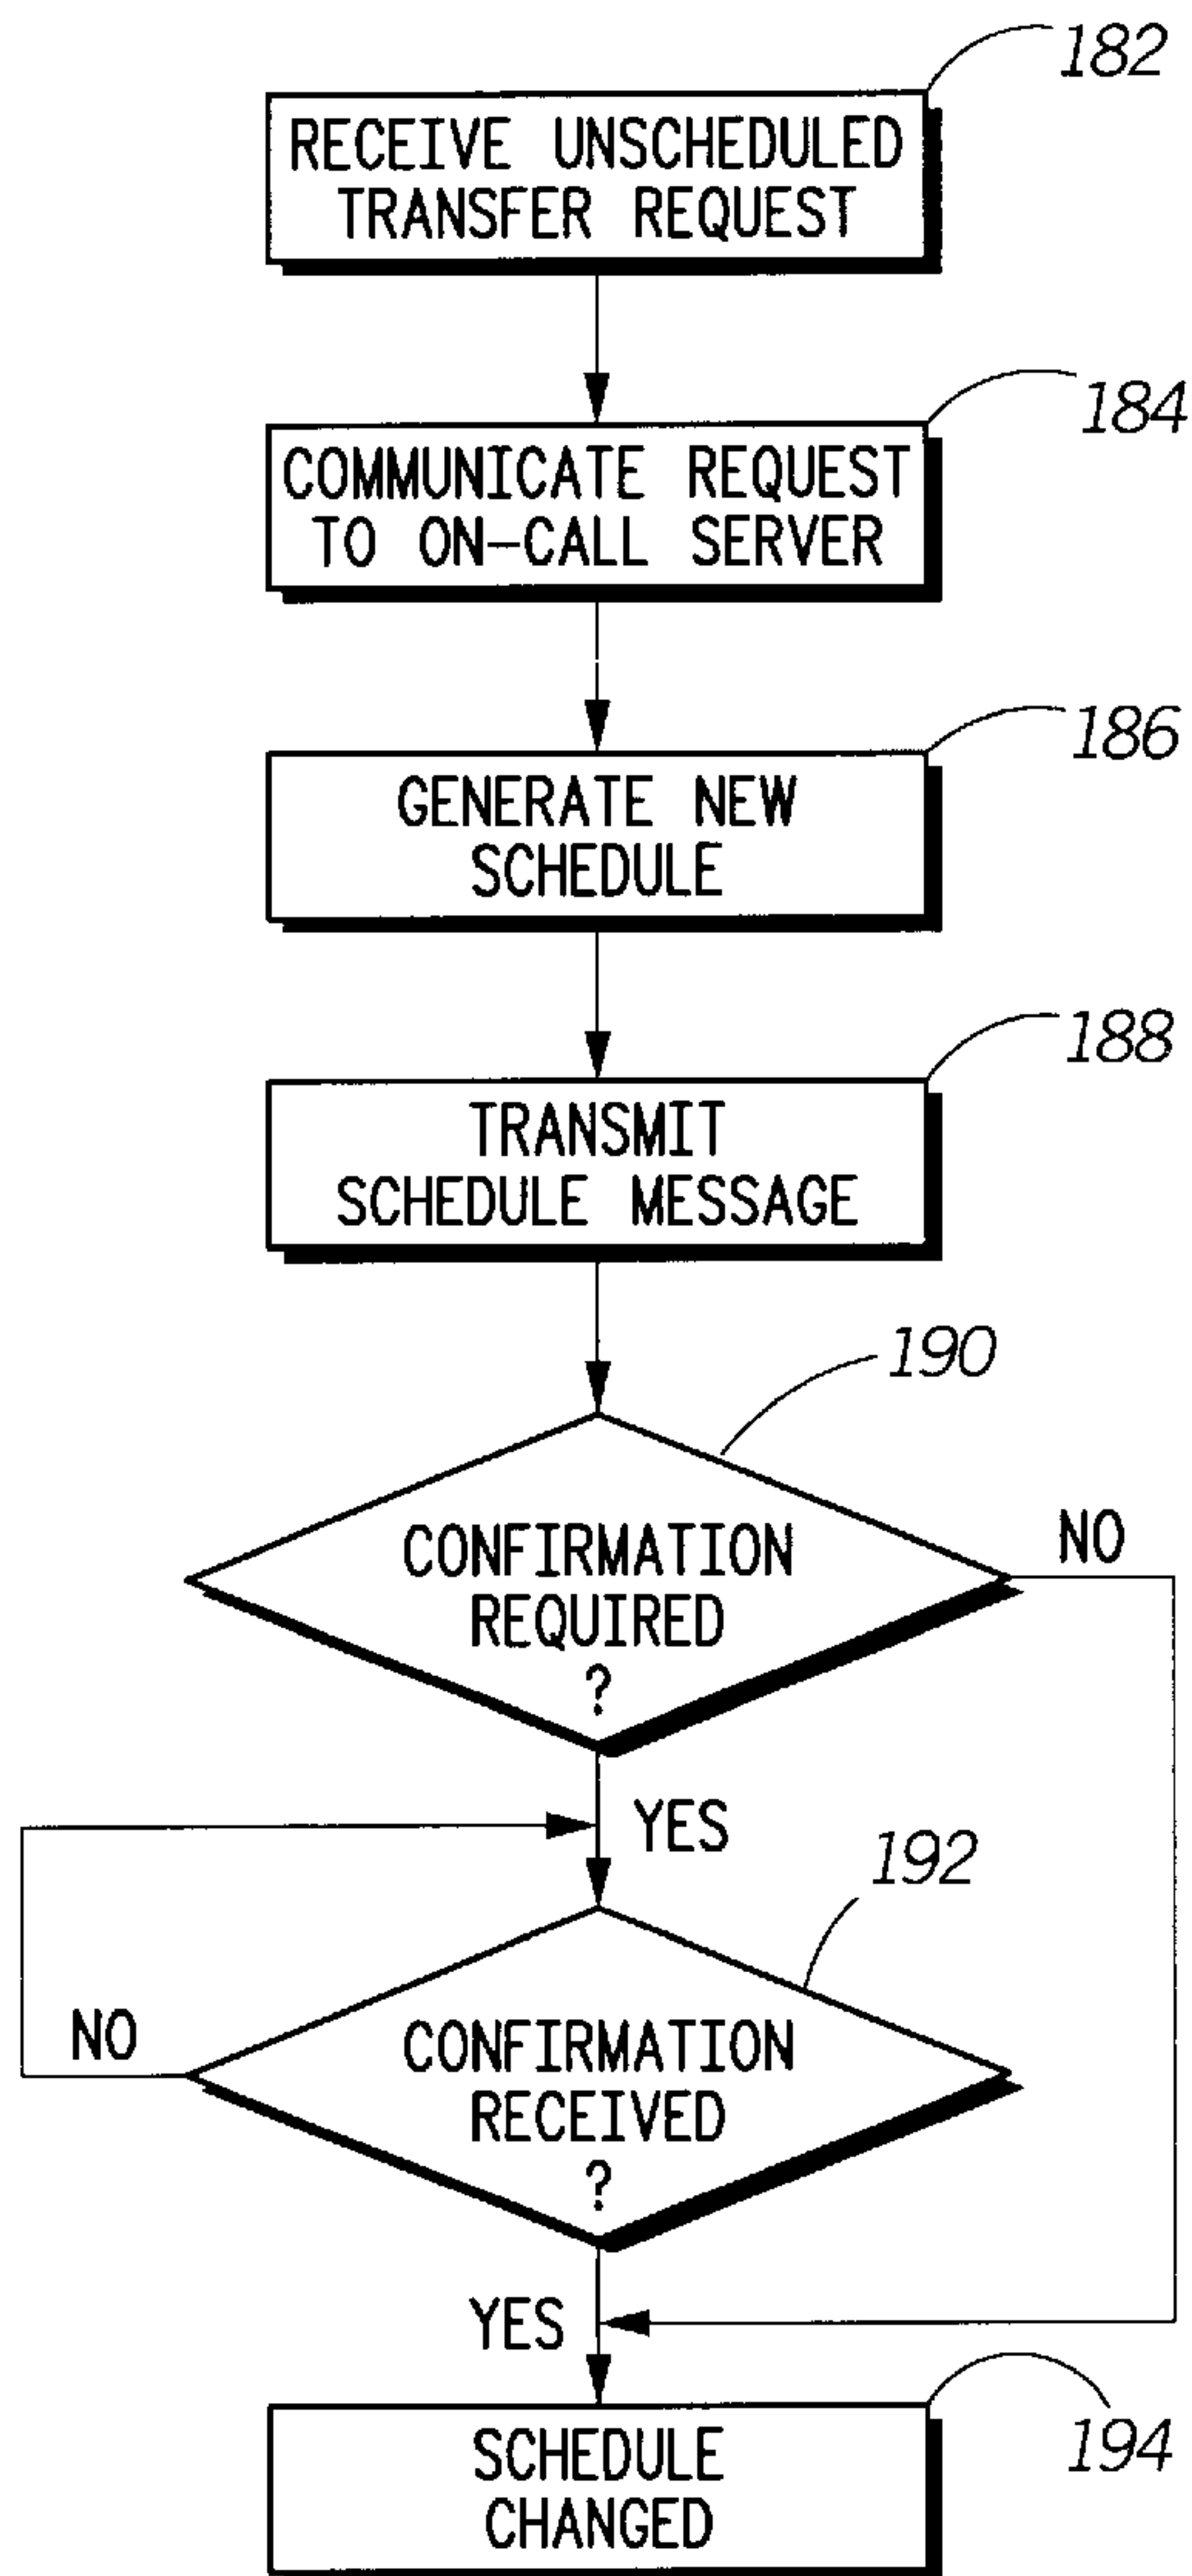 182
RECEIVE UNSCHEDULED
TRANSFER REQUEST
184
COMMUNICATE REQUEST
TO ON-CALL SERVER
186
GENERATE NEW
SCHEDULE
188
TRANSMIT
SCHEDULE MESSAGE
190
CONFIRMATION
REQUIRED
?
NO
YES
192
CONFIRMATION
RECEIVED
?
NO
YES
194
SCHEDULE
CHANGED